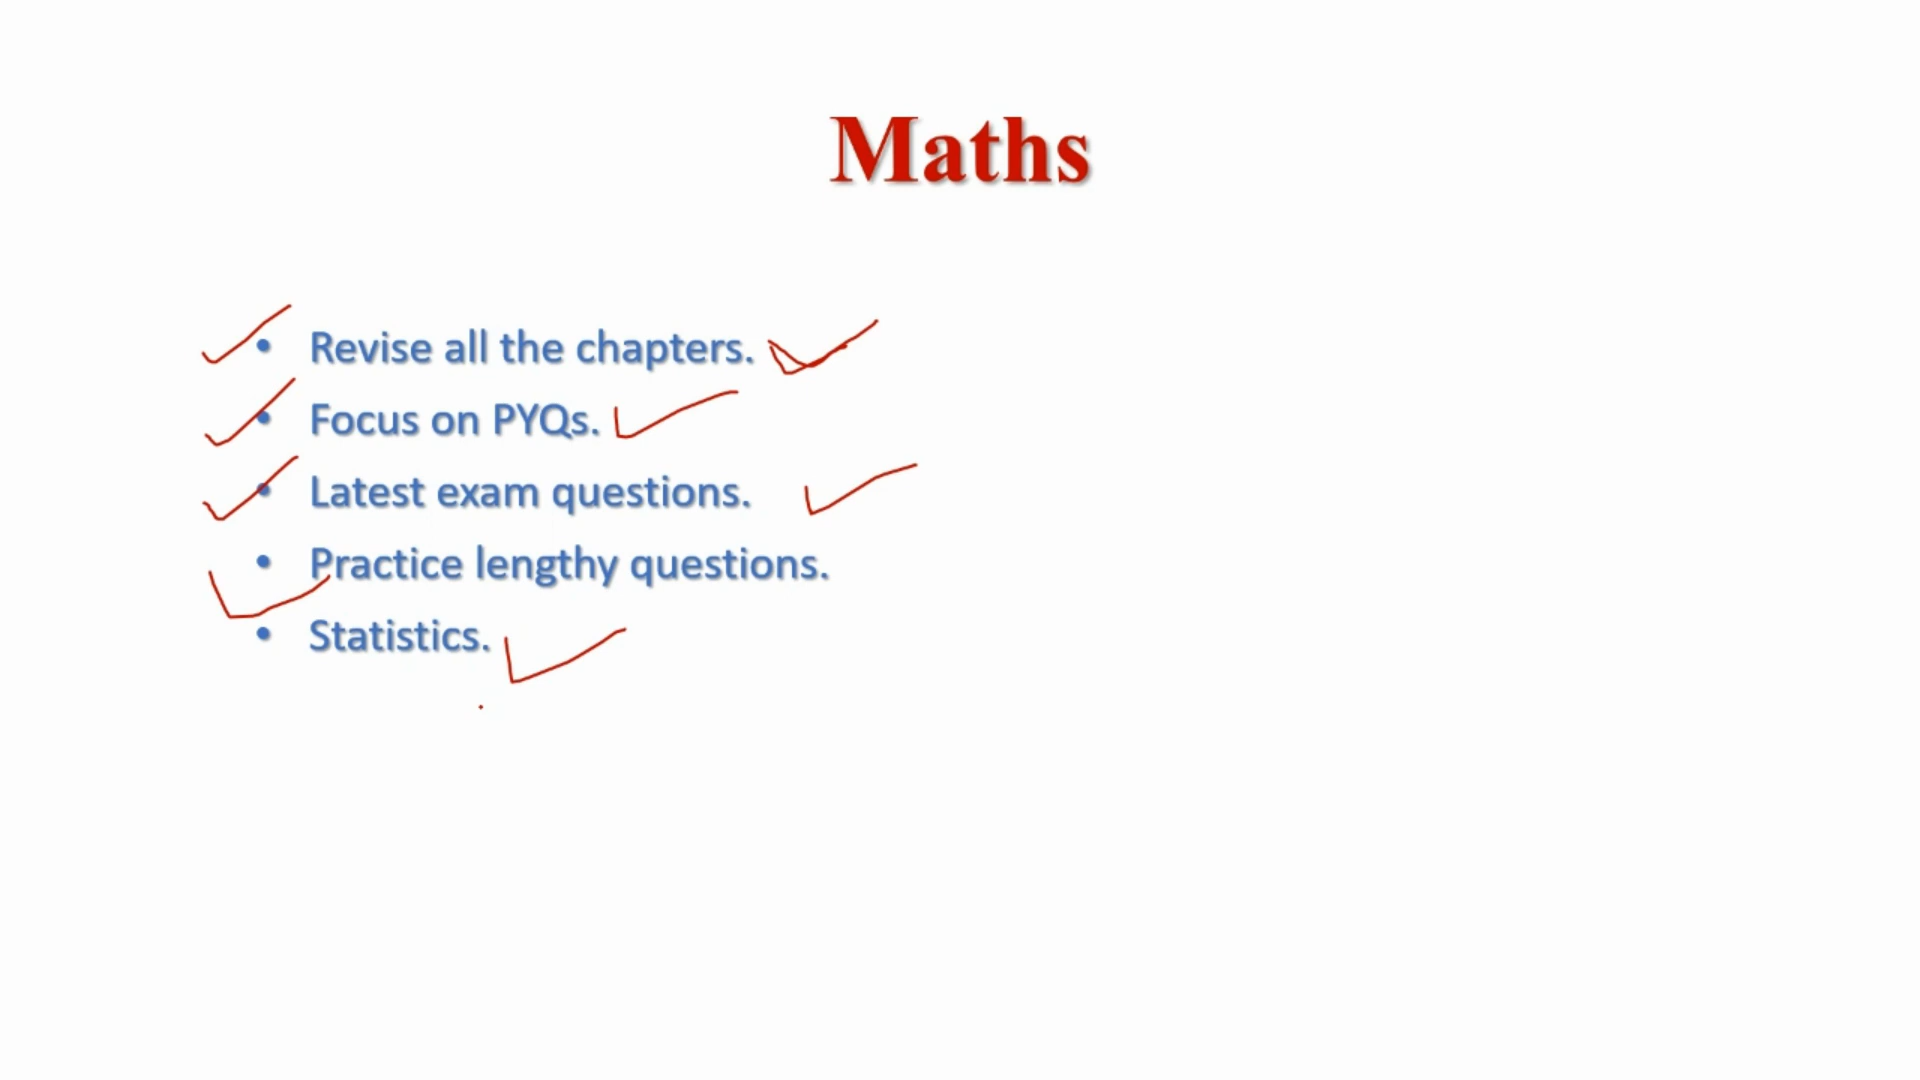 Maths
• Revise all the chapters.
• Focus on PYQs.
• Latest exam questions.
• Practice lengthy questions.
• Statistics.